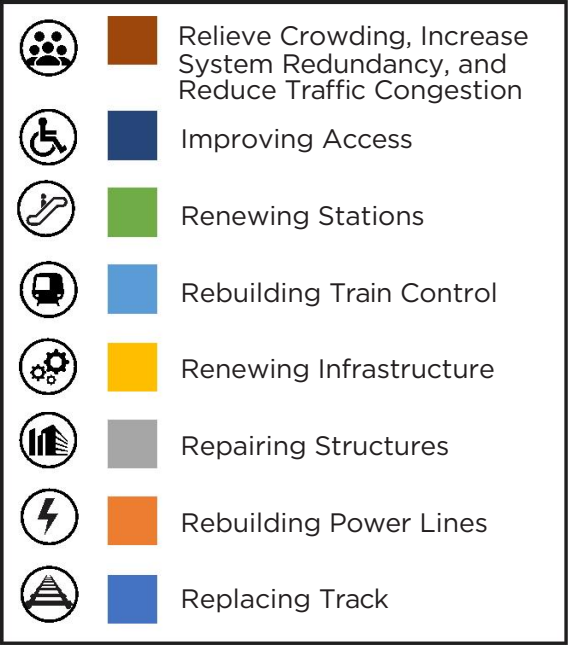 Relieve Crowding, Increase
System Redundancy, and
Reduce Traffic Congestion
Improving Access
Renewing Stations
Rebuilding Train Control
Renewing Infrastructure
Repairing Structures
Rebuilding Power Lines
Replacing Track